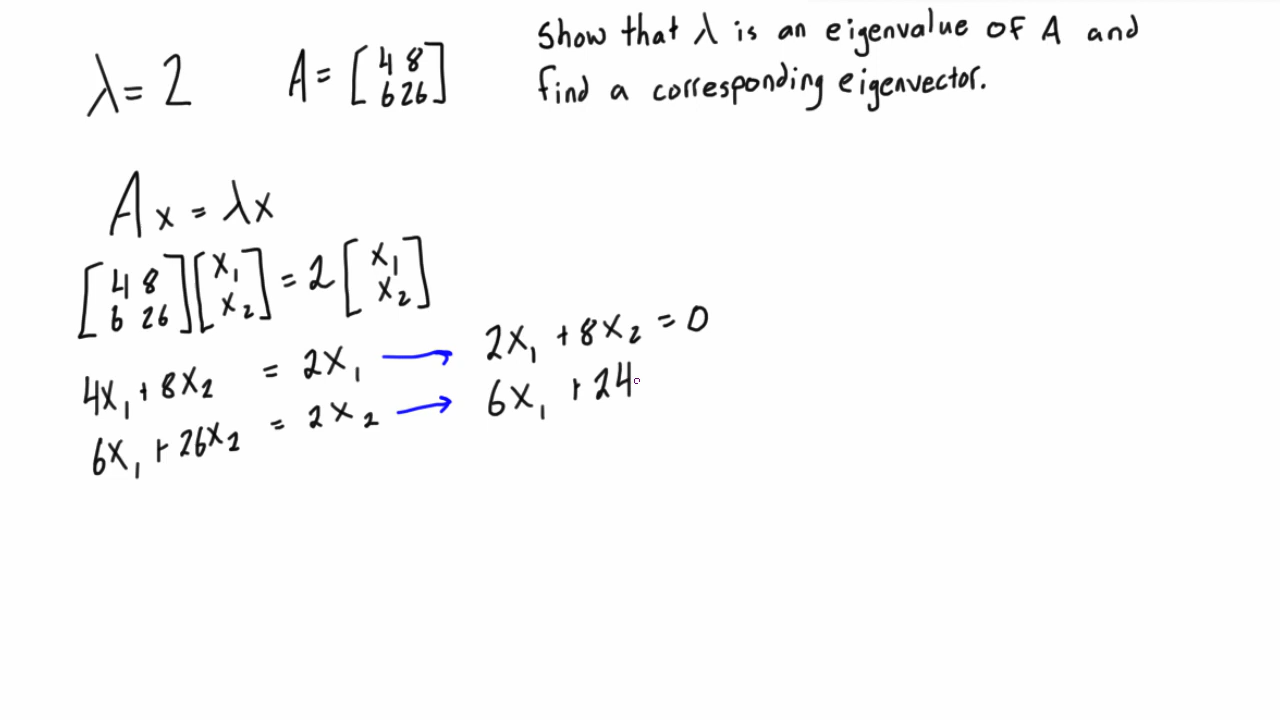 λ = 2 A = [4 8 6 26] Show that λ is an eigenvalue of A and
find a corresponding eigenvector.
Ax = λx
[4 8 6 26] [x₁ x₂] = 2 [x₁ x₂]
4x₁ + 8x₂ = 2x₁ → 2x₁ + 8x₂ = 0
6x₁ + 26x₂ = 2x₂ → 6x₁ + 24